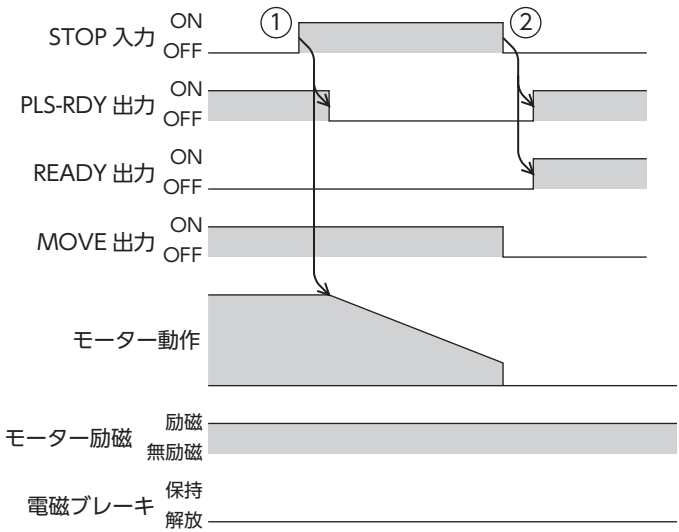 ① ②
STOP 入力 ON
OFF
PLS-RDY 出力 ON
OFF
READY 出力 ON
OFF
MOVE 出力 ON
OFF
モーター動作
モーター励磁 励磁
無励磁
電磁ブレーキ 保持
解放